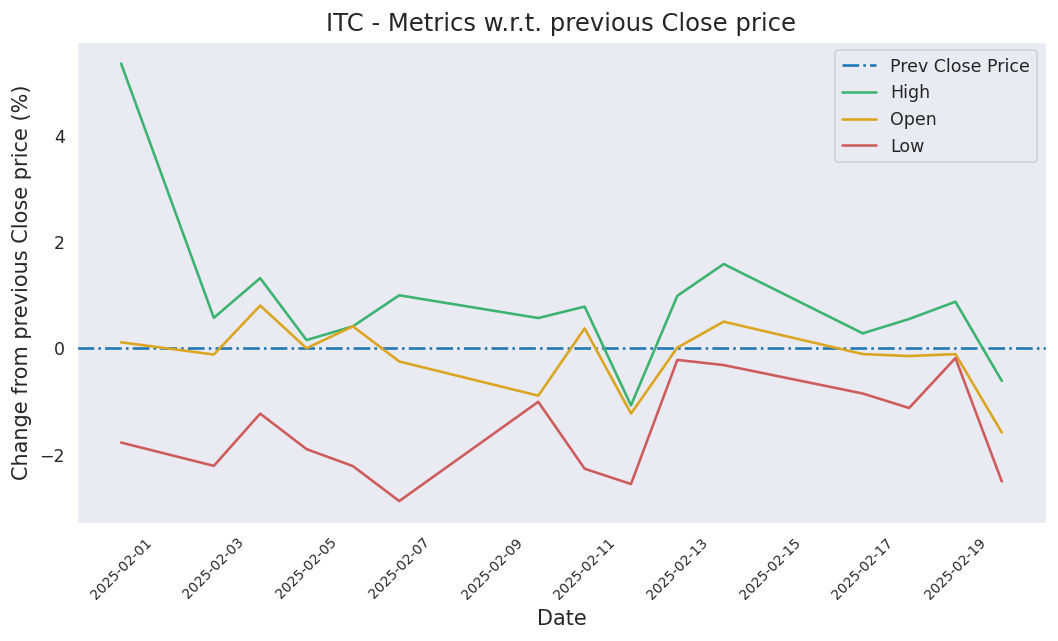 ITC - Metrics w.r.t. previous Close price
Prev Close Price
High
Open
Low
Change from previous Close price (%)
4
2
0
−2
2025-02-01
2025-02-03
2025-02-05
2025-02-07
2025-02-09
2025-02-11
2025-02-13
2025-02-15
2025-02-17
2025-02-19
Date